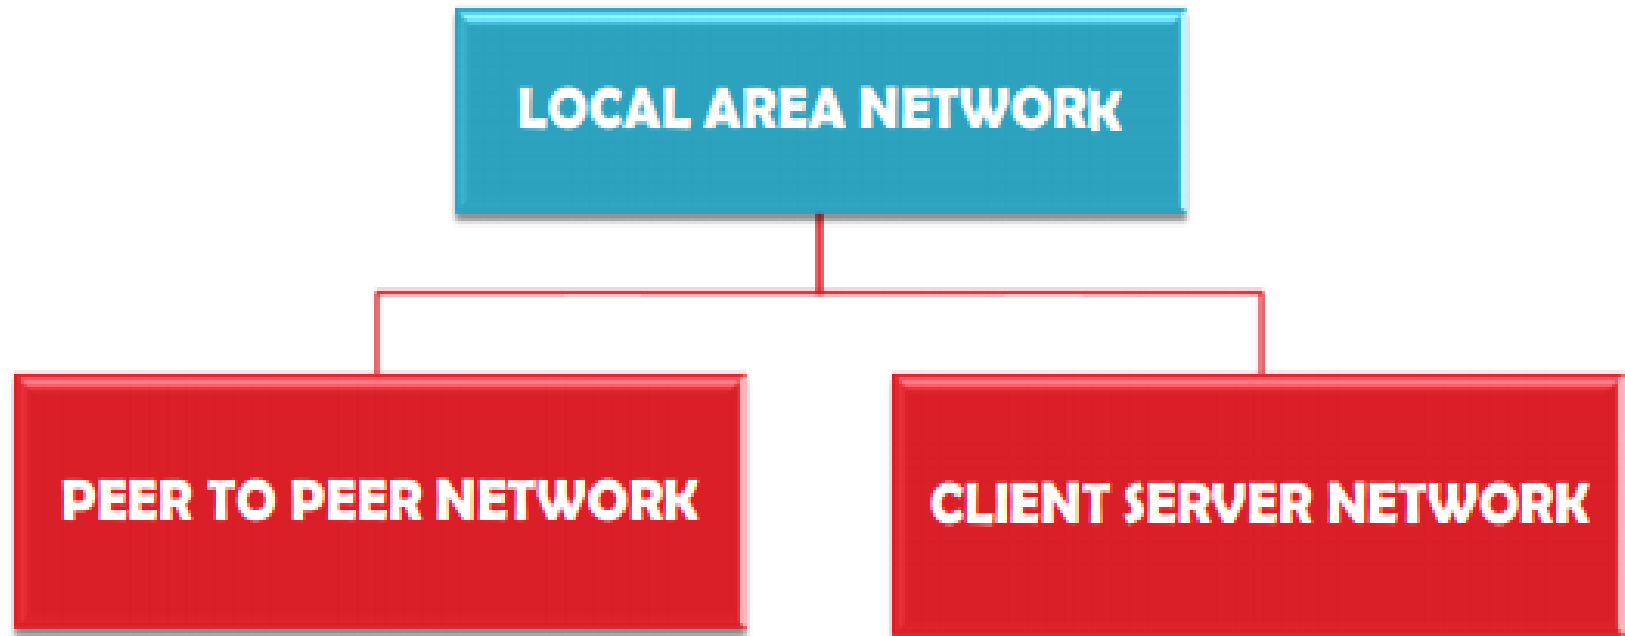 LOCAL AREA NETWORK
PEER TO PEER NETWORK
CLIENT SERVER NETWORK